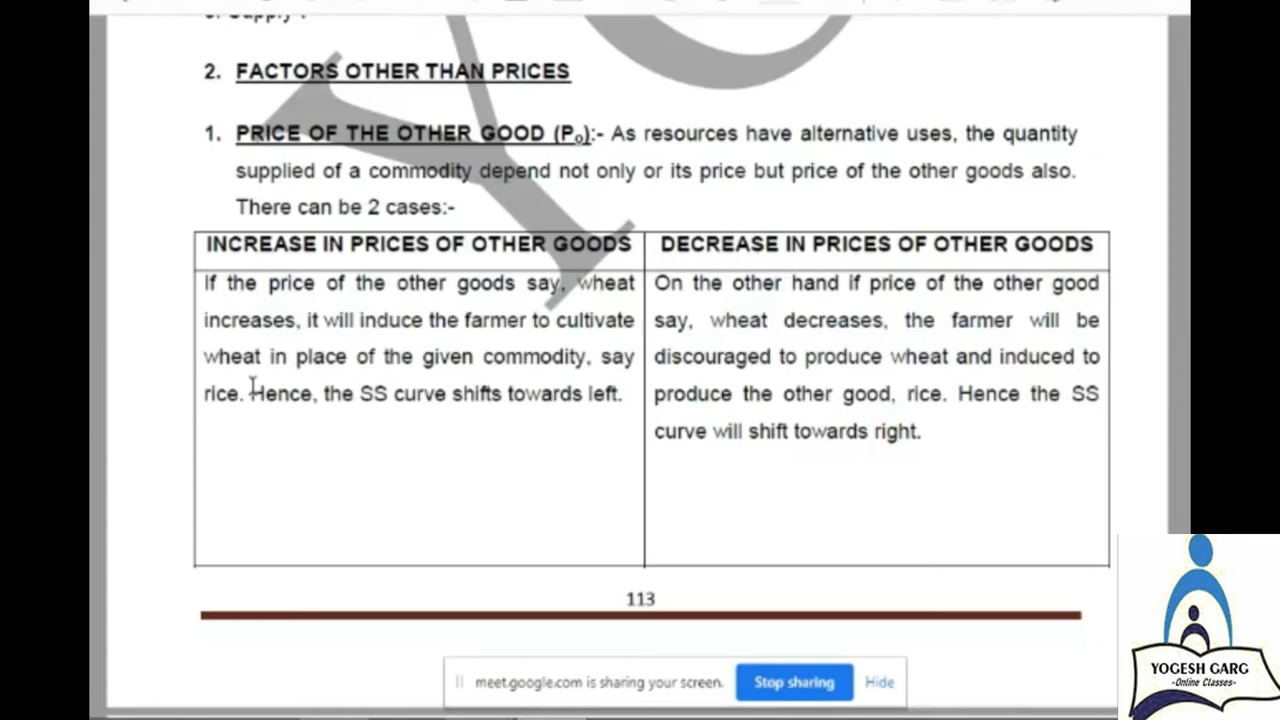 2. FACTORS OTHER THAN PRICES
1. PRICE OF THE OTHER GOOD (Po):- As resources have alternative uses, the quantity
supplied of a commodity depend not only or its price but price of the other goods also.
There can be 2 cases:-
INCREASE IN PRICES OF OTHER GOODS
If the price of the other goods say, wheat
increases, it will induce the farmer to cultivate
wheat in place of the given commodity, say
rice. Hence, the SS curve shifts towards left.
DECREASE IN PRICES OF OTHER GOODS
On the other hand if price of the other good
say, wheat decreases, the farmer will be
discouraged to produce wheat and induced to
produce the other good, rice. Hence the SS
curve will shift towards right.
113
meet.google.com is sharing your screen.
Stop sharing
Hide
YOGESH GARG
-Online Classes-